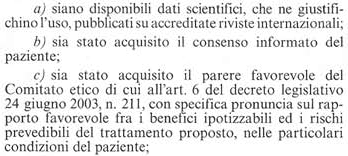 a) siano disponibili dati scientifici, che ne giustifi-
chino l'uso, pubblicati su accreditate riviste internazionali;
b) sia stato acquisito il consenso informato del
paziente;
c) sia stato acquisito il parere favorevole del
Comitato etico di cui all'art. 6 del decreto legislativo
24 giugno 2003, n. 211, con specifica pronuncia sul rap-
porto favorevole fra i benefici ipotizzabili ed i rischi
prevedibili del trattamento proposto, nelle particolari
condizioni del paziente;